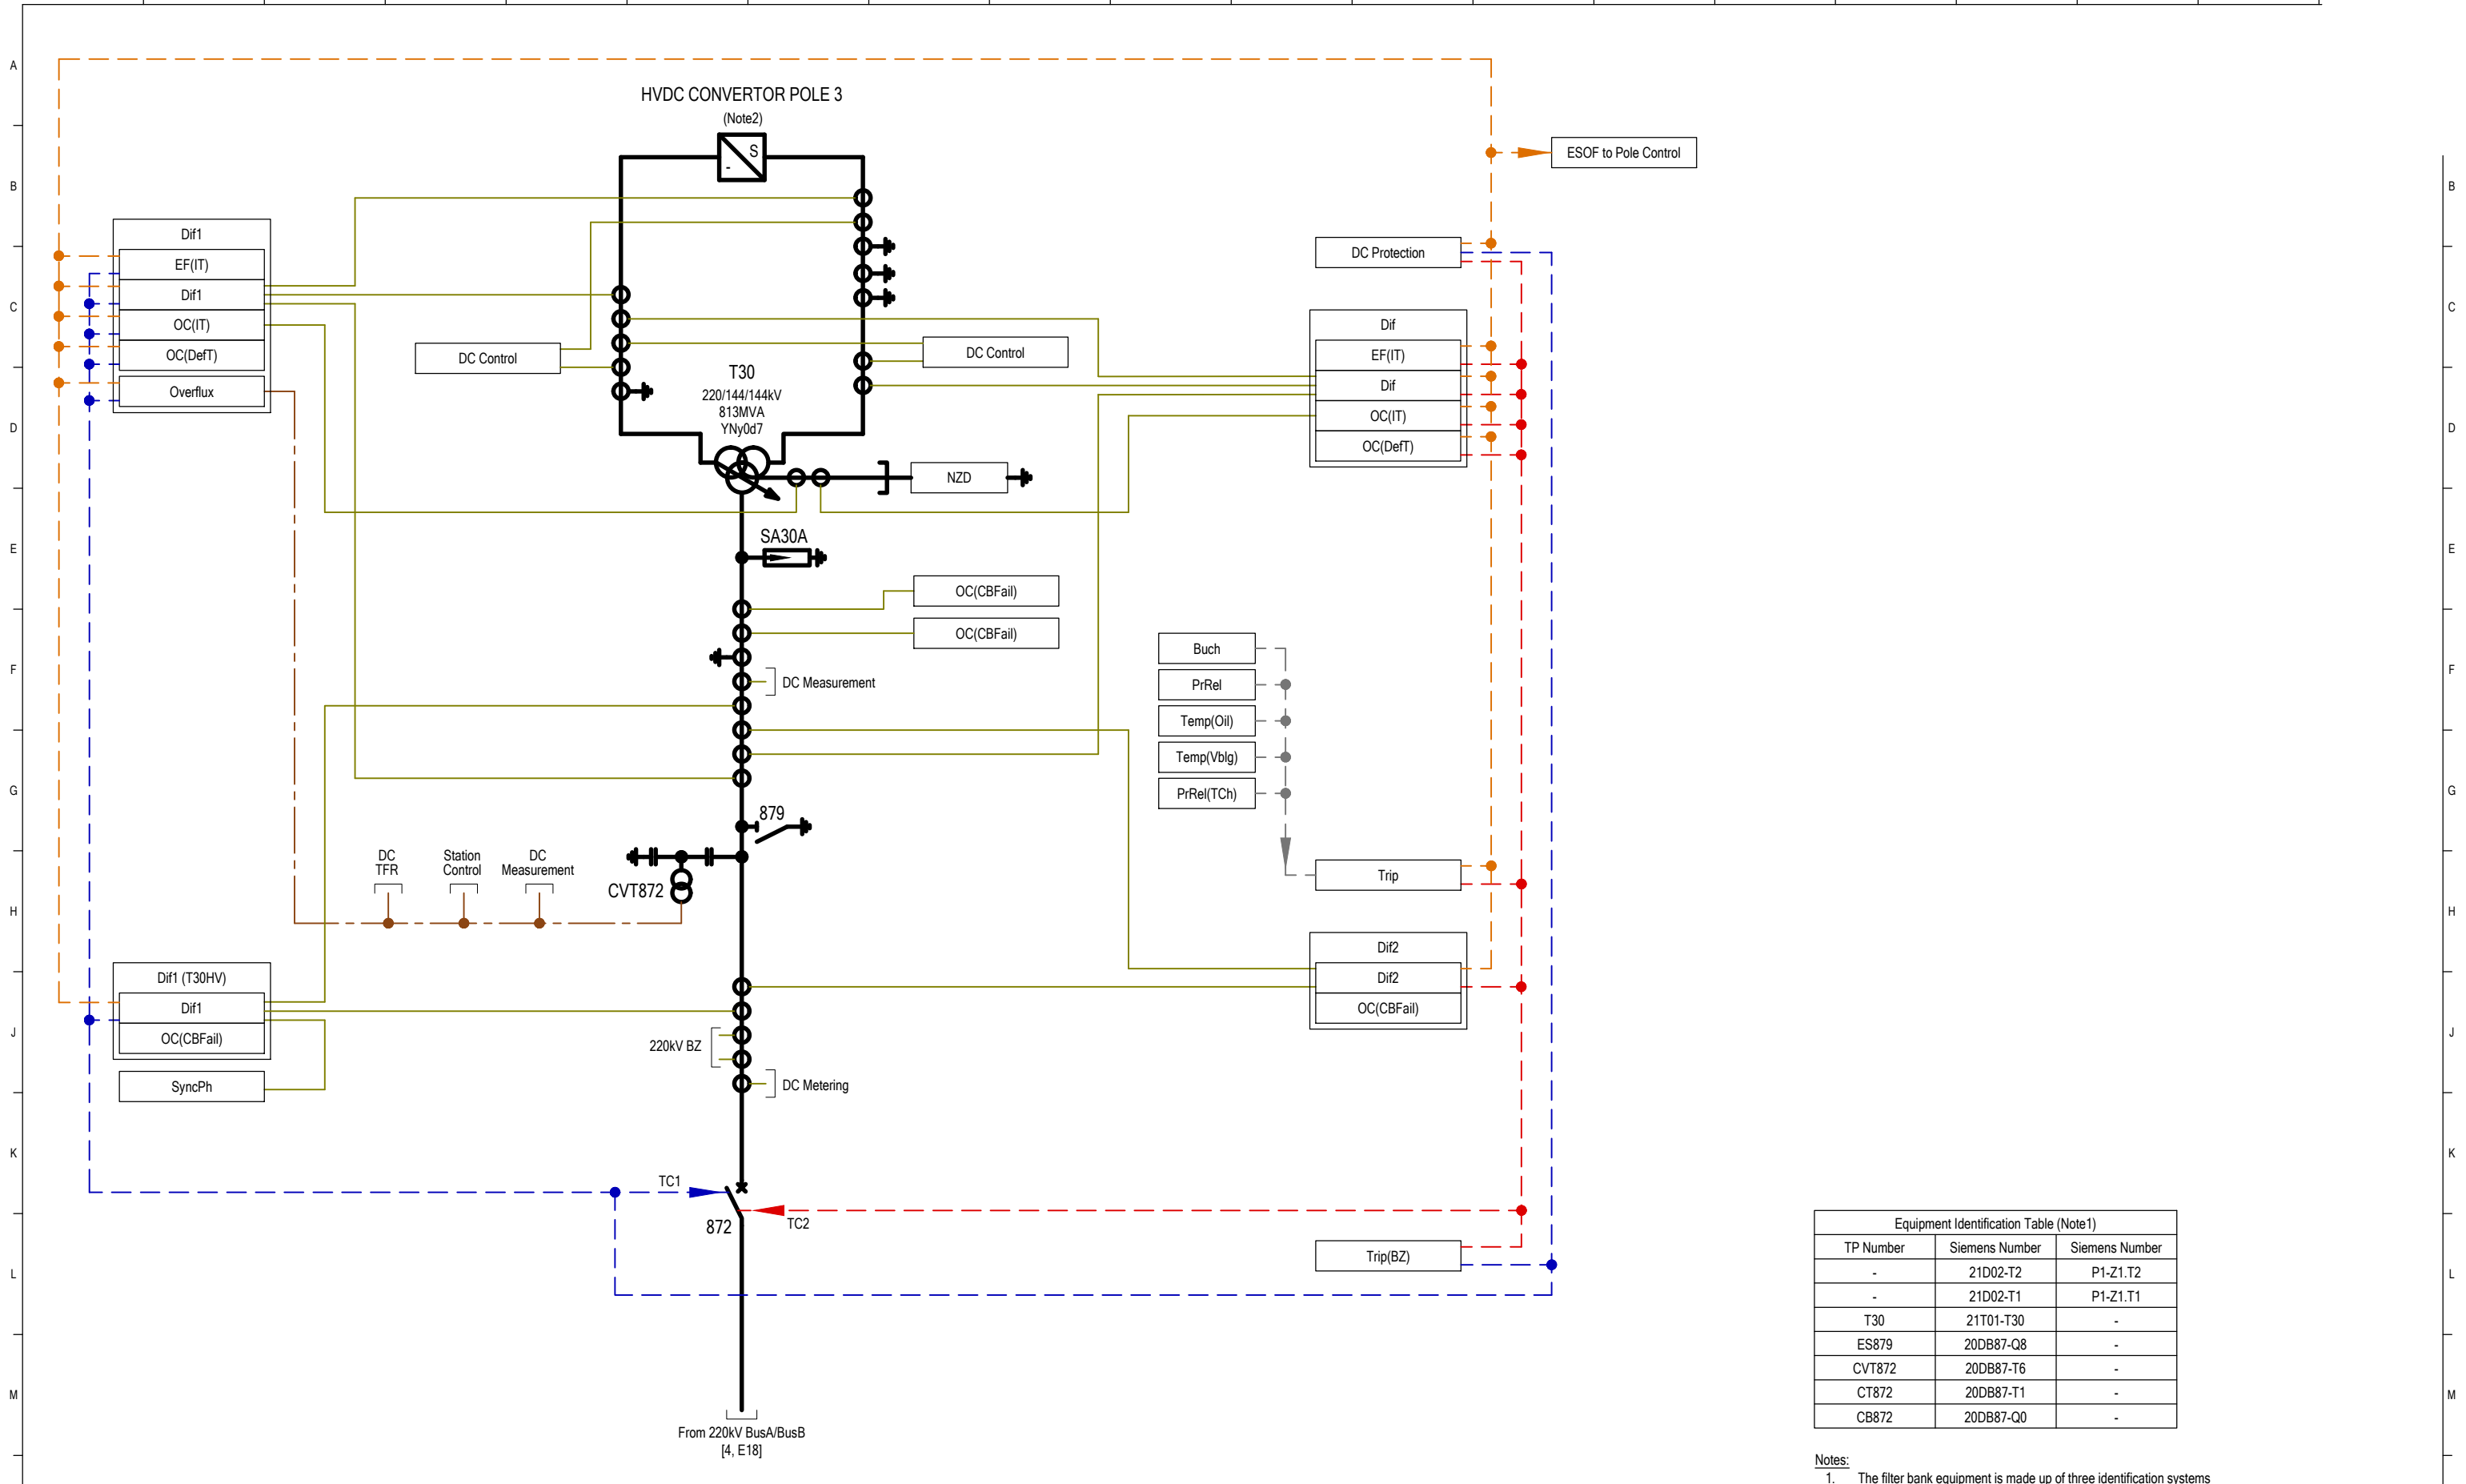 HVDC CONVERTOR POLE 3
(Note2)
S
-
ESOF to Pole Control
A
B
C
D
E
F
G
H
J
K
L
M
B
C
D
E
F
G
H
J
K
L
M
Dif1
EF(IT)
Dif1
OC(IT)
OC(DefT)
Overflux
DC Control
DC Control
T30
220/144/144kV
813MVA
YNy0d7
NZD
SA30A
DC Protection
Dif
EF(IT)
Dif
OC(IT)
OC(DefT)
OC(CBFail)
OC(CBFail)
DC Measurement
Buch
PrRel
Temp(Oil)
Temp(Vblg)
PrRel(TCh)
Trip
879
CVT872
DC
TFR
Station
Control
DC
Measurement
Dif1 (T30HV)
Dif1
OC(CBFail)
SyncPh
Dif2
Dif2
OC(CBFail)
220kV BZ
DC Metering
TC1
872
TC2
Trip(BZ)
From 220kV BusA/BusB
[4, E18]
Equipment Identification Table (Note1)
TP Number Siemens Number Siemens Number
- 21D02-T2 P1-Z1.T2
- 21D02-T1 P1-Z1.T1
T30 21T01-T30 -
ES879 20DB87-Q8 -
CVT872 20DB87-T6 -
CT872 20DB87-T1 -
CB872 20DB87-Q0 -
Notes:
1. The filter bank equipment is made up of three identification systems